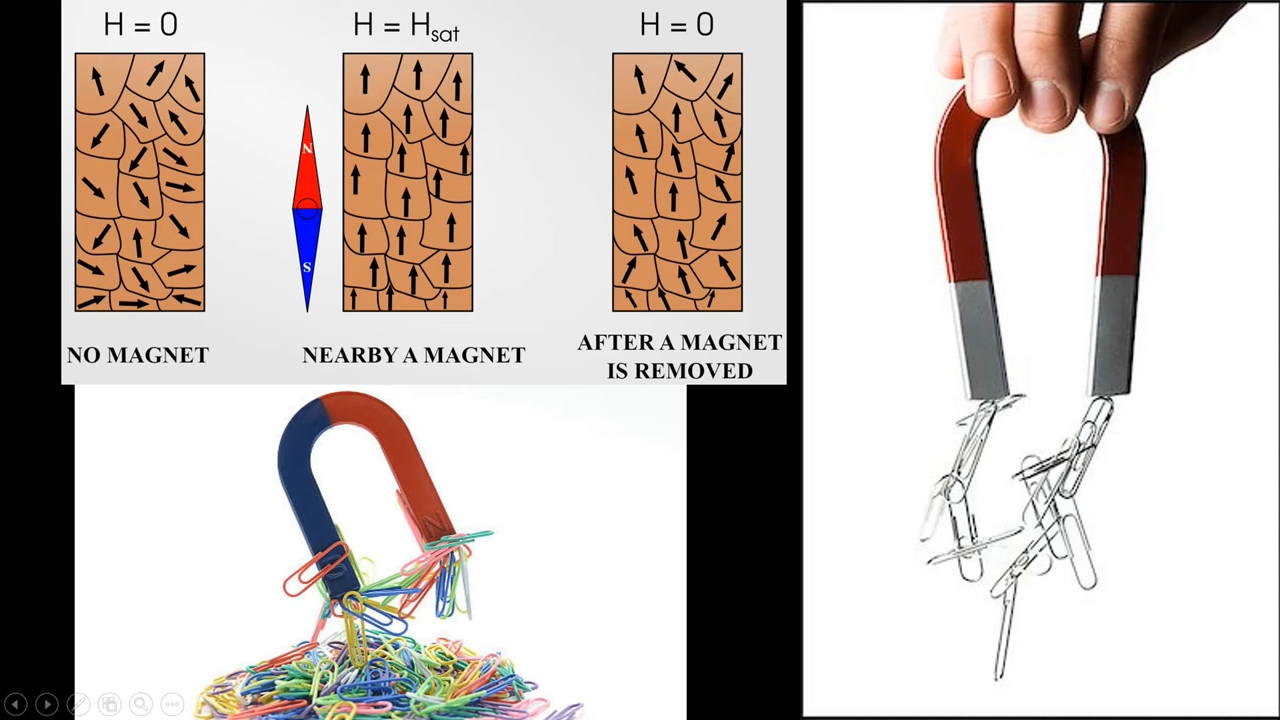 H = 0
H = Hsat
H = 0
N
S
NO MAGNET
NEARBY A MAGNET
AFTER A MAGNET
IS REMOVED
N
S